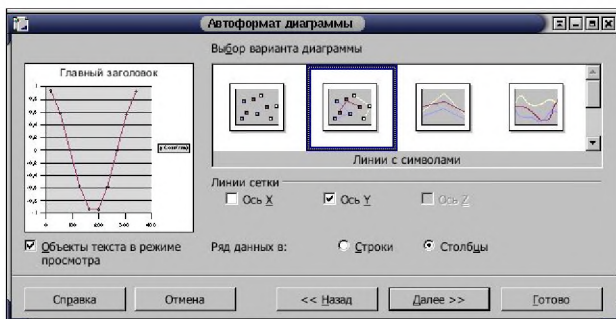 Автоформат диаграммы
Выбор варианта диаграммы
Главный заголовок
Линии с символами
Линии сетки
Ось X
Ось Y
Ось Z
Объекты текста в режиме
просмотра
Ряд данных в:
Строки
Столбцы
Справка
Отмена
<< Назад
Далее >>
Готово